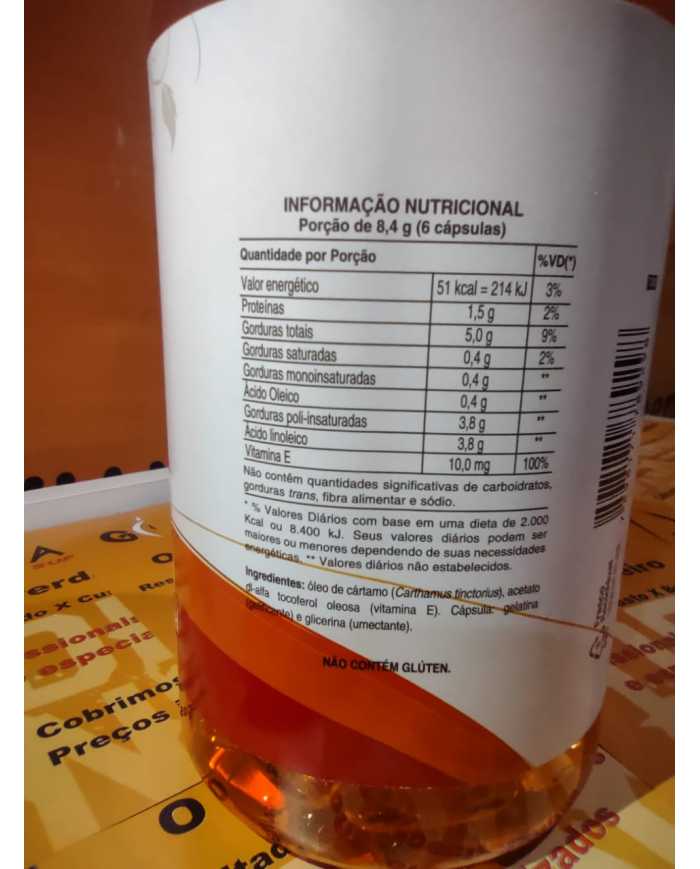 INFORMAÇÃO NUTRICIONAL
Porção de 8,4 g (6 cápsulas)
Quantidade por Porção %VD(*)
Valor energético 51 kcal = 214 kJ 3%
Proteínas 1,5 g 2%
Gorduras totais 5,0 g 9%
Gorduras saturadas 0,4 g 2%
Gorduras monoinsaturadas 0,4 g **
Ácido Oleico 0,4 g **
Gorduras poli-insaturadas 3,8 g **
Ácido linoleico 3,8 g **
Vitamina E 10,0 mg 100%
Não contêm quantidades significativas de carboidratos,
gorduras trans, fibra alimentar e sódio.
* % Valores Diários com base em uma dieta de 2.000
Kcal ou 8.400 kJ. Seus valores diários podem ser
maiores ou menores dependendo de suas necessidades
energéticas. ** Valores diários não estabelecidos.
Ingredientes: óleo de cártamo (Carthamus tinctorius), acetato
dl-alfa tocoferol oleosa (vitamina E). Cápsula: gelatina
(gelificante) e glicerina (umectante).
NÃO CONTÉM GLÚTEN.
Cobrimos
Preços